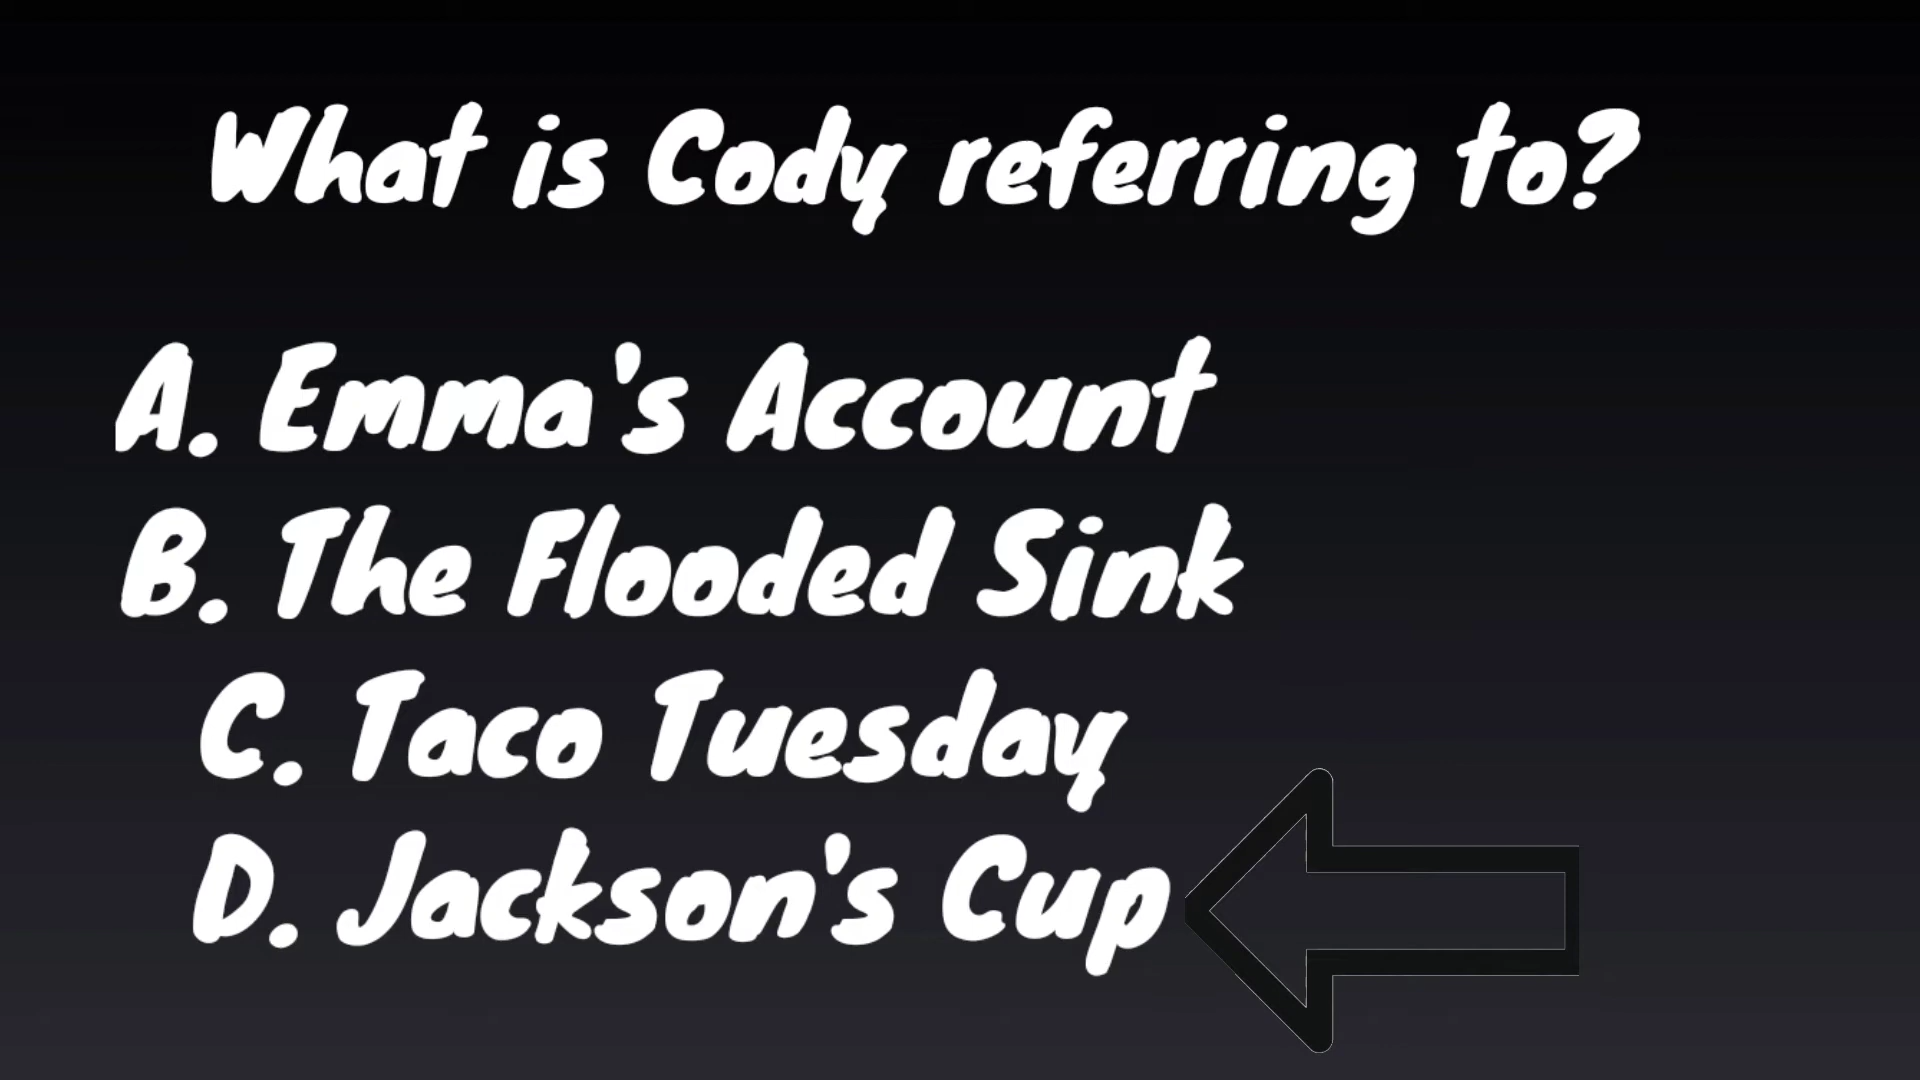 What is Cody referring to?
A. Emma's Account
B. The Flooded Sink
C. Taco Tuesday
D. Jackson's Cup